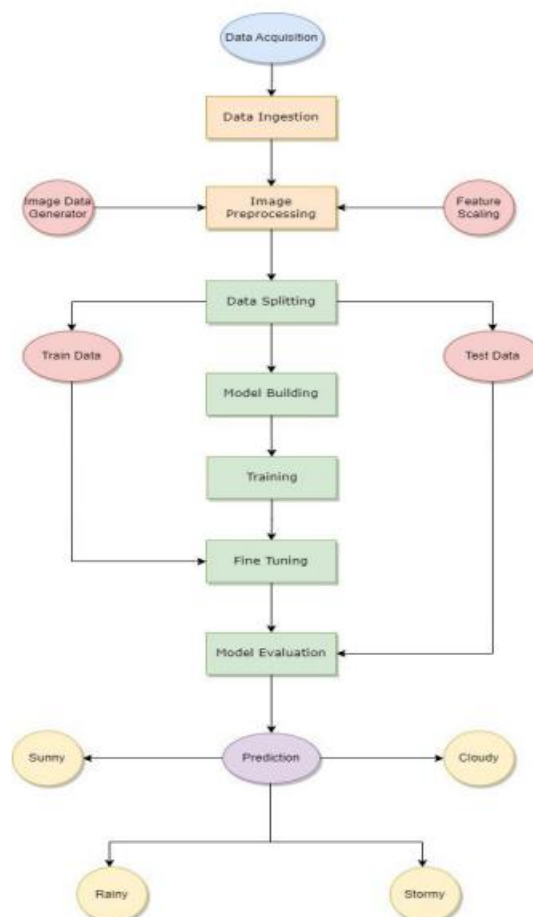 Data Acquisition
Data Ingestion
Image Data
Generator
Image
Preprocessing
Feature
Scaling
Data Splitting
Train Data
Test Data
Model Building
Training
Fine Tuning
Model Evaluation
Sunny
Prediction
Cloudy
Rainy
Stormy